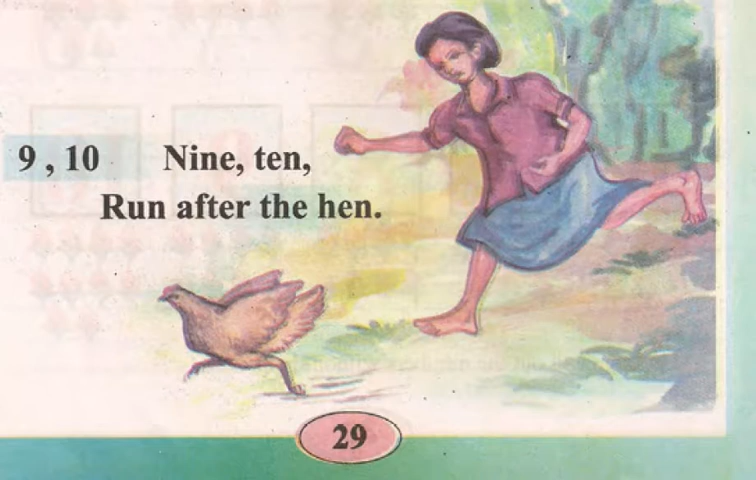 9 , 10 Nine, ten,
Run after the hen.
29